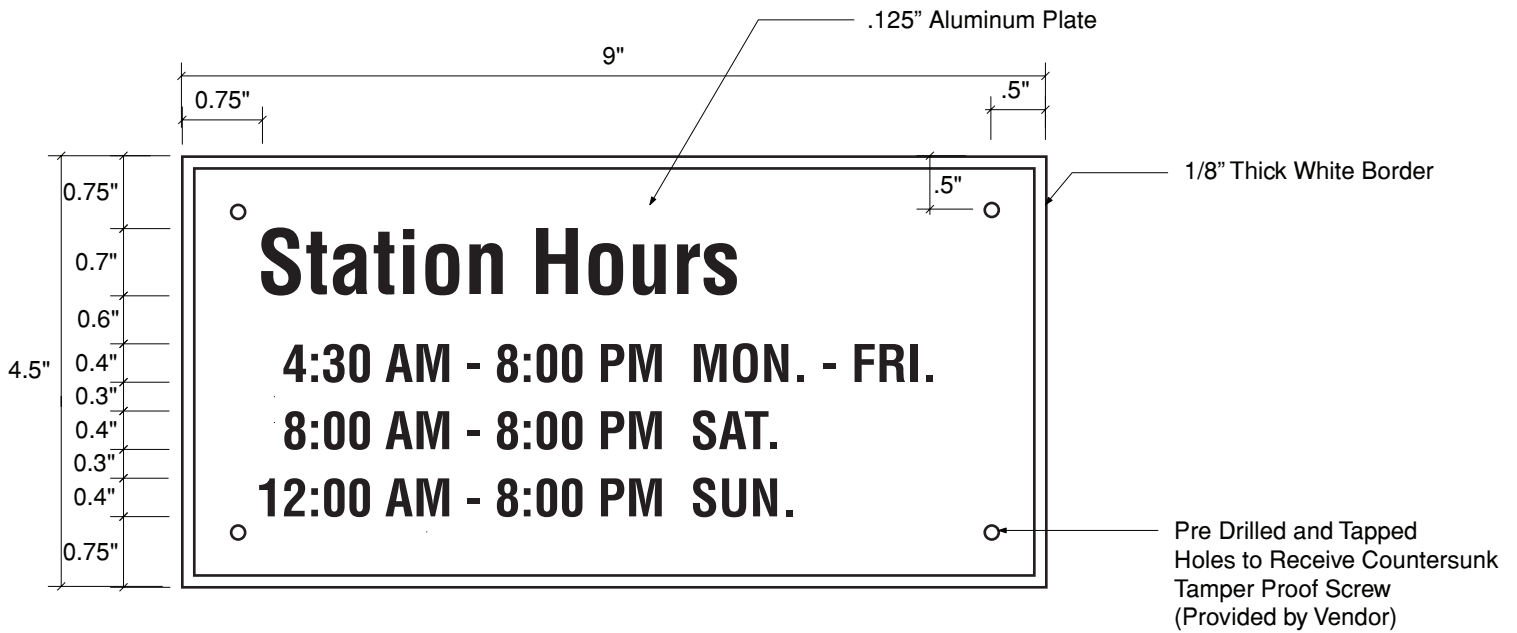 .125” Aluminum Plate
9"
0.75"
.5"
1/8” Thick White Border
0.75"
.5"
Station Hours
0.7"
0.6"
4.5"
0.4"
4:30 AM - 8:00 PM MON. - FRI.
0.3"
0.4"
8:00 AM - 8:00 PM SAT.
0.3"
0.4"
12:00 AM - 8:00 PM SUN.
0.75"
Pre Drilled and Tapped
Holes to Receive Countersunk
Tamper Proof Screw
(Provided by Vendor)